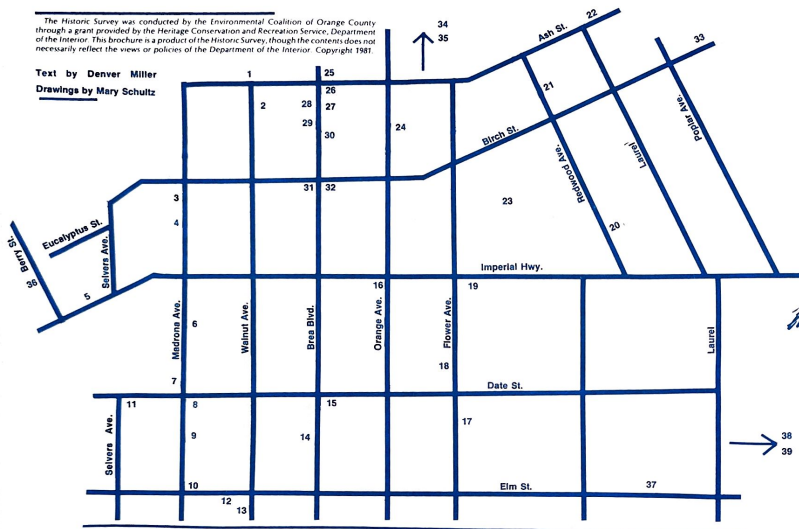 The Historic Survey was conducted by the Environmental Coalition of Orange County
through a grant provided by the Heritage Conservation and Recreation Service, Department
of the Interior. This brochure is a product of the Historic Survey, though the contents does not
necessarily reflect the views or policies of the Department of the Interior. Copyright 1981.
Text by Denver Miller
Drawings by Mary Schultz
34
35
22
Ash St.
33
1
25
26
2
28
27
29
30
24
21
Birch St.
Redwood Ave.
Laurel
Poplar Ave.
31
32
3
4
23
20
Eucalyptus St.
Selvers Ave.
Berry St.
36
5
Imperial Hwy.
16
19
Madrona Ave.
Walnut Ave.
Brea Blvd.
Orange Ave.
Flower Ave.
Laurel
6
18
7
Date St.
11
8
15
Selvers Ave.
9
14
17
38
39
10
Elm St.
37
12
13